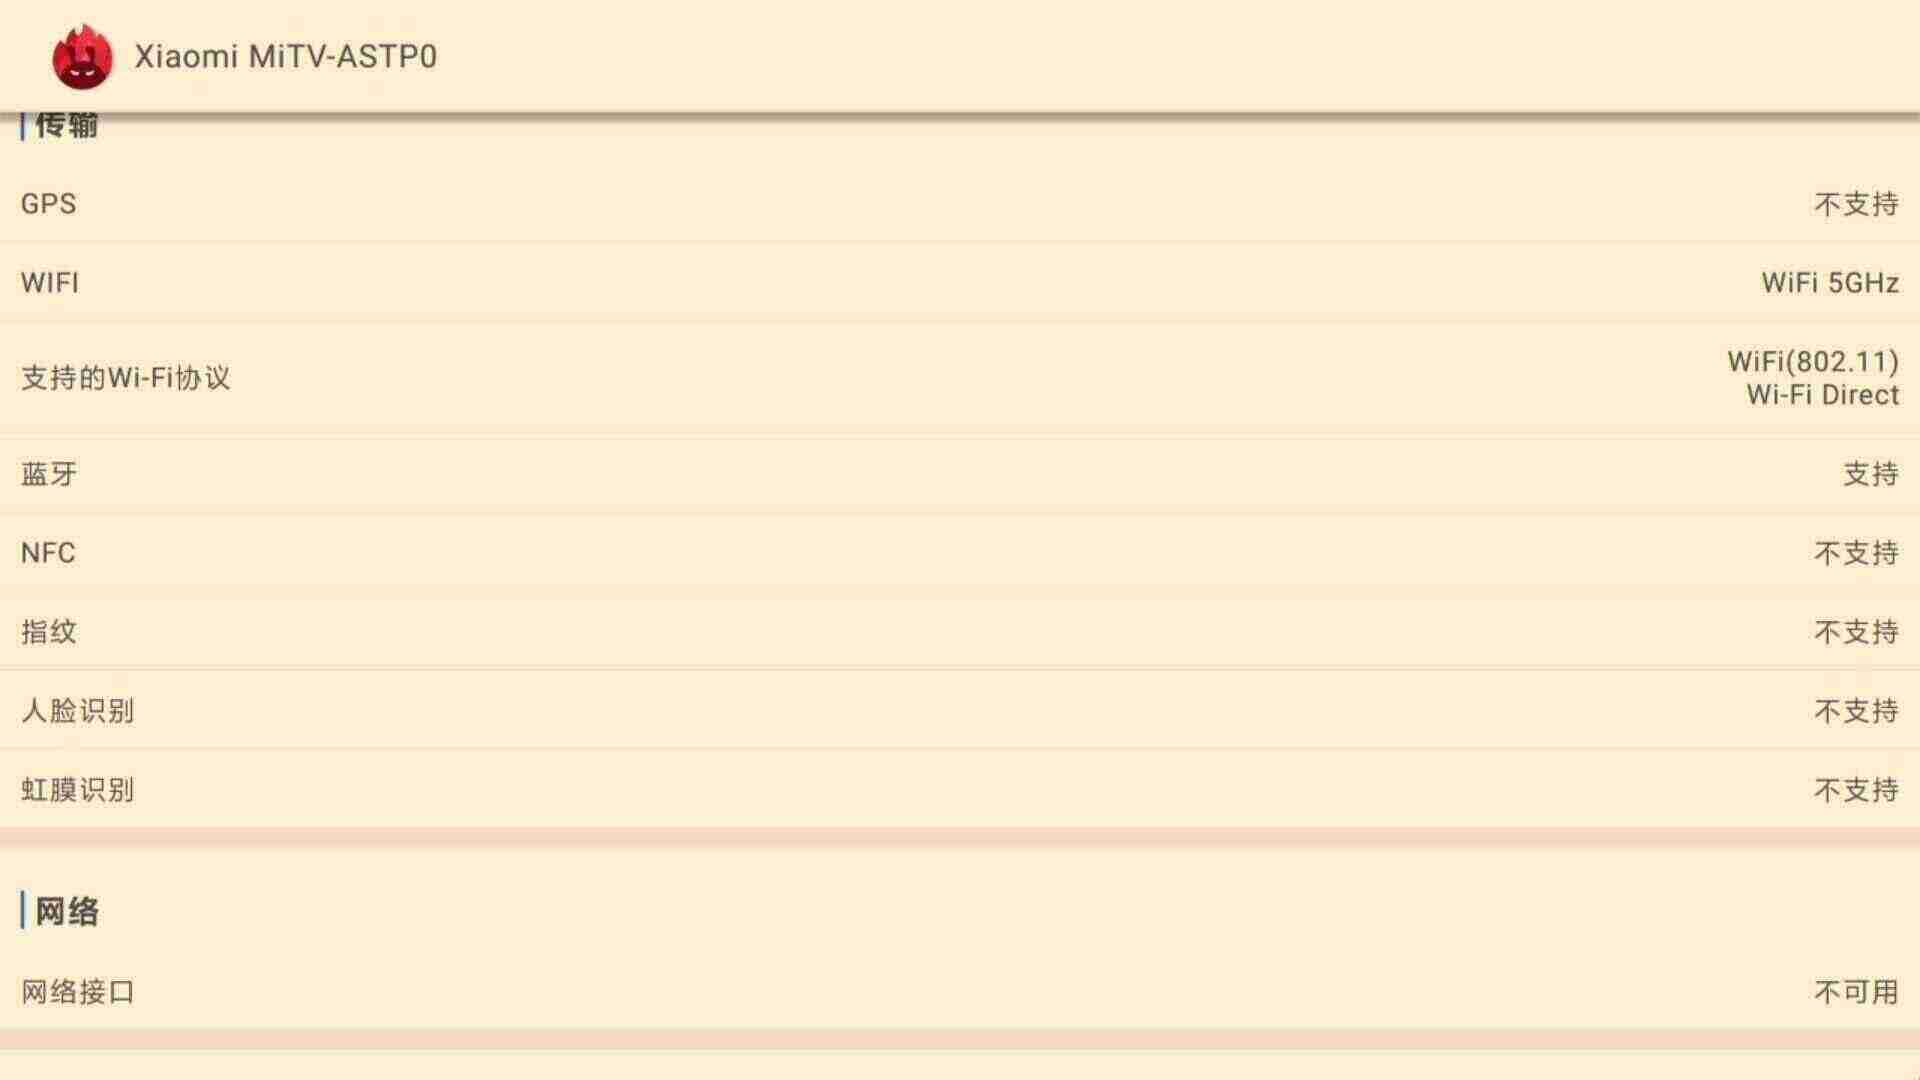 Xiaomi MiTV-ASTP0
传输
GPS 不支持
WIFI WiFi 5GHz
支持的Wi-Fi协议 WiFi(802.11)
Wi-Fi Direct
蓝牙 支持
NFC 不支持
指纹 不支持
人脸识别 不支持
虹膜识别 不支持
网络
网络接口 不可用